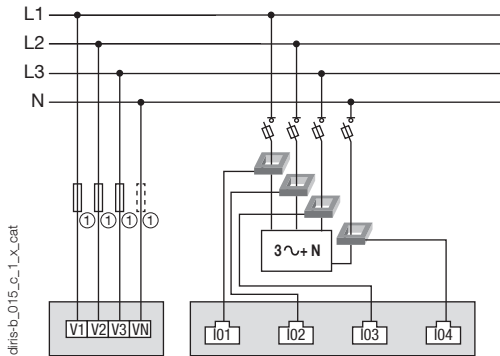 L1
L2
L3
N
① ① ① ①
3∿+ N
V1 V2 V3 VN
I01 I02 I03 I04
diris-b_015_c_1_x_cat